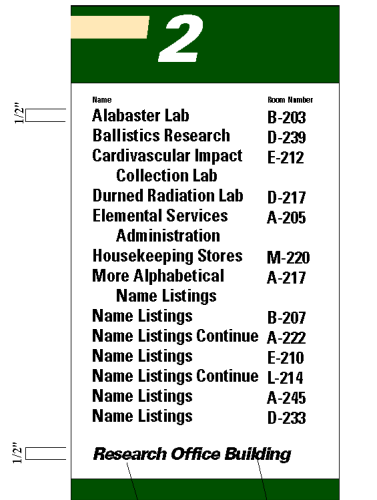 2
Name Room Number
Alabaster Lab B-203
Ballistics Research D-239
Cardivascular Impact E-212
Collection Lab
Durned Radiation Lab D-217
Elemental Services A-205
Administration
Housekeeping Stores M-220
More Alphabetical A-217
Name Listings
Name Listings B-207
Name Listings Continue A-222
Name Listings E-210
Name Listings Continue L-214
Name Listings A-245
Name Listings D-233
Research Office Building
1/2"
1/2"